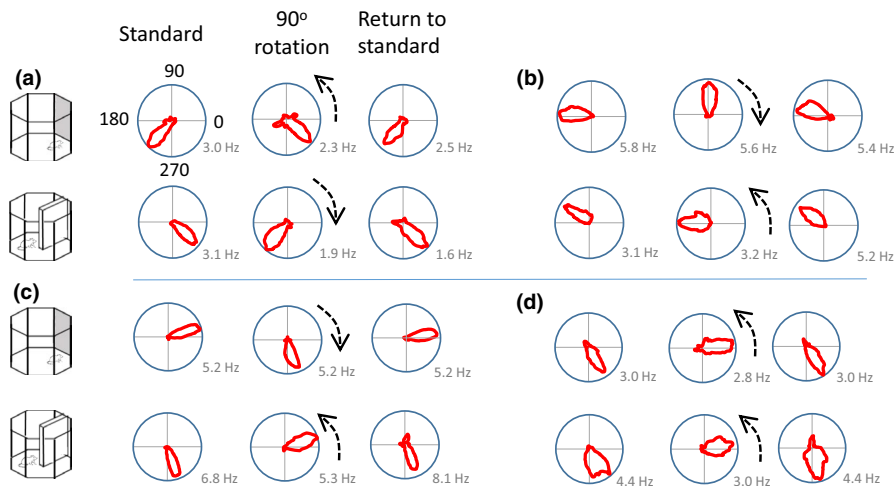 Standard
90°
rotation
Return to
standard
(a)
90
180
0
270
3.0 Hz
2.3 Hz
2.5 Hz
3.1 Hz
1.9 Hz
1.6 Hz
(b)
5.8 Hz
5.6 Hz
5.4 Hz
3.1 Hz
3.2 Hz
5.2 Hz
(c)
5.2 Hz
5.2 Hz
5.2 Hz
6.8 Hz
5.3 Hz
8.1 Hz
(d)
3.0 Hz
2.8 Hz
3.0 Hz
4.4 Hz
3.0 Hz
4.4 Hz